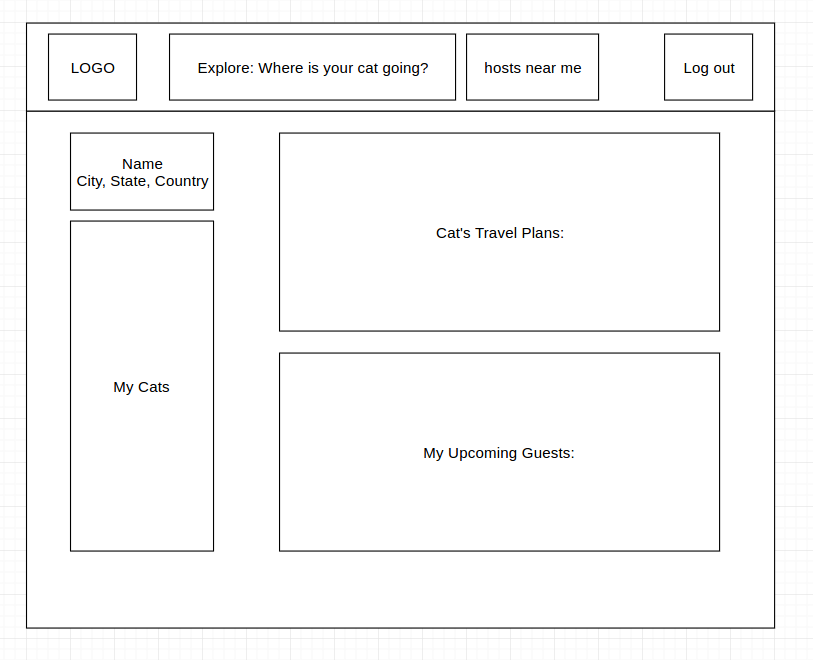 LOGO
Explore: Where is your cat going?
hosts near me
Log out
Name
City, State, Country
My Cats
Cat's Travel Plans:
My Upcoming Guests: